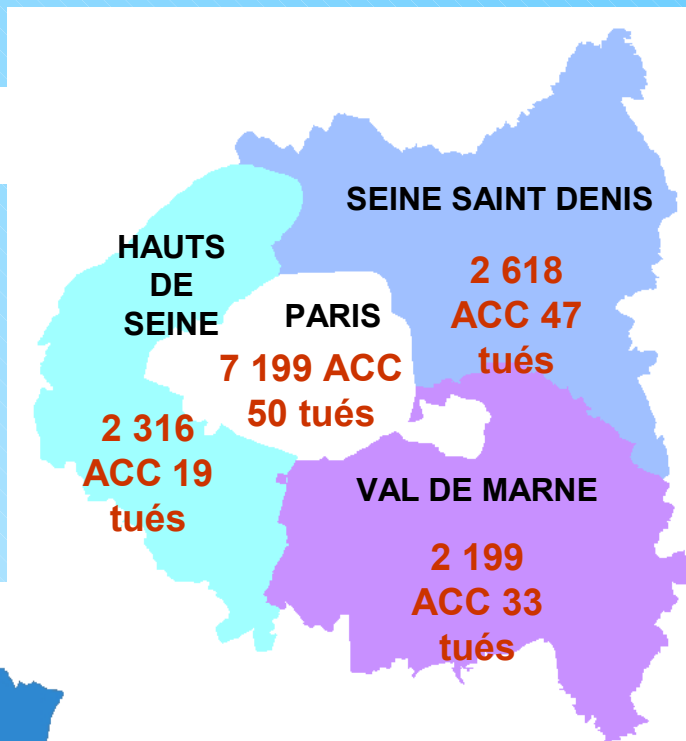 SEINE SAINT DENIS
2 618
ACC 47
tués
HAUTS
DE
SEINE
2 316
ACC 19
tués
PARIS
7 199 ACC
50 tués
VAL DE MARNE
2 199
ACC 33
tués